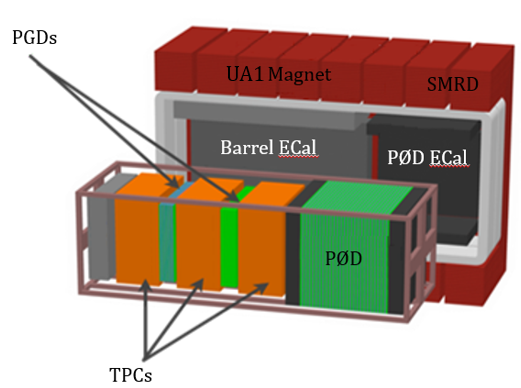 PGDs
UA1 Magnet
SMRD
Barrel ECal
PØD ECal
PØD
TPCs